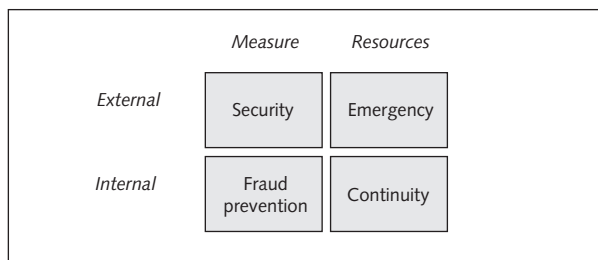 Measure Resources
External Security Emergency
Internal Fraud prevention Continuity